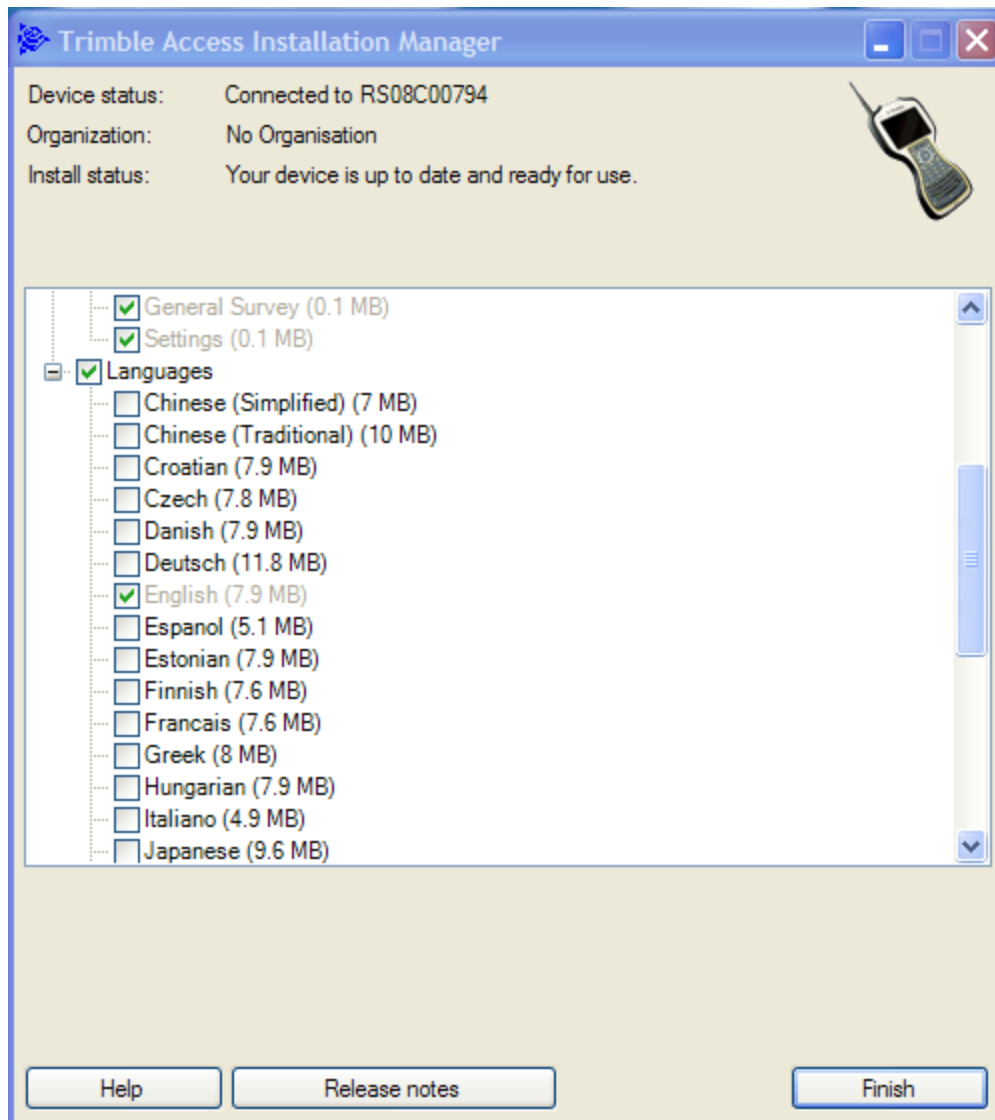 Trimble Access Installation Manager
Device status: Connected to RS08C00794
Organization: No Organisation
Install status: Your device is up to date and ready for use.
General Survey (0.1 MB)
Settings (0.1 MB)
Languages
Chinese (Simplified) (7 MB)
Chinese (Traditional) (10 MB)
Croatian (7.9 MB)
Czech (7.8 MB)
Danish (7.9 MB)
Deutsch (11.8 MB)
English (7.9 MB)
Espanol (5.1 MB)
Estonian (7.9 MB)
Finnish (7.6 MB)
Francais (7.6 MB)
Greek (8 MB)
Hungarian (7.9 MB)
Italiano (4.9 MB)
Japanese (9.6 MB)
Help Release notes Finish